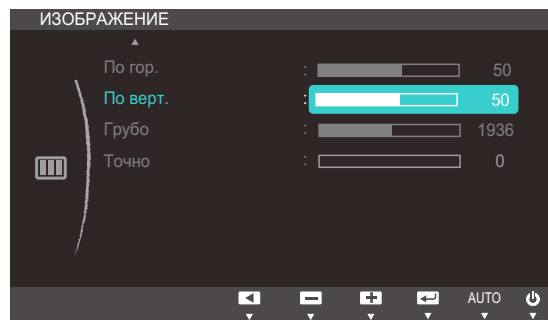 ИЗОБРАЖЕНИЕ
По гор. : 50
По верт. : 50
Грубо : 1936
Точно : 0
AUTO